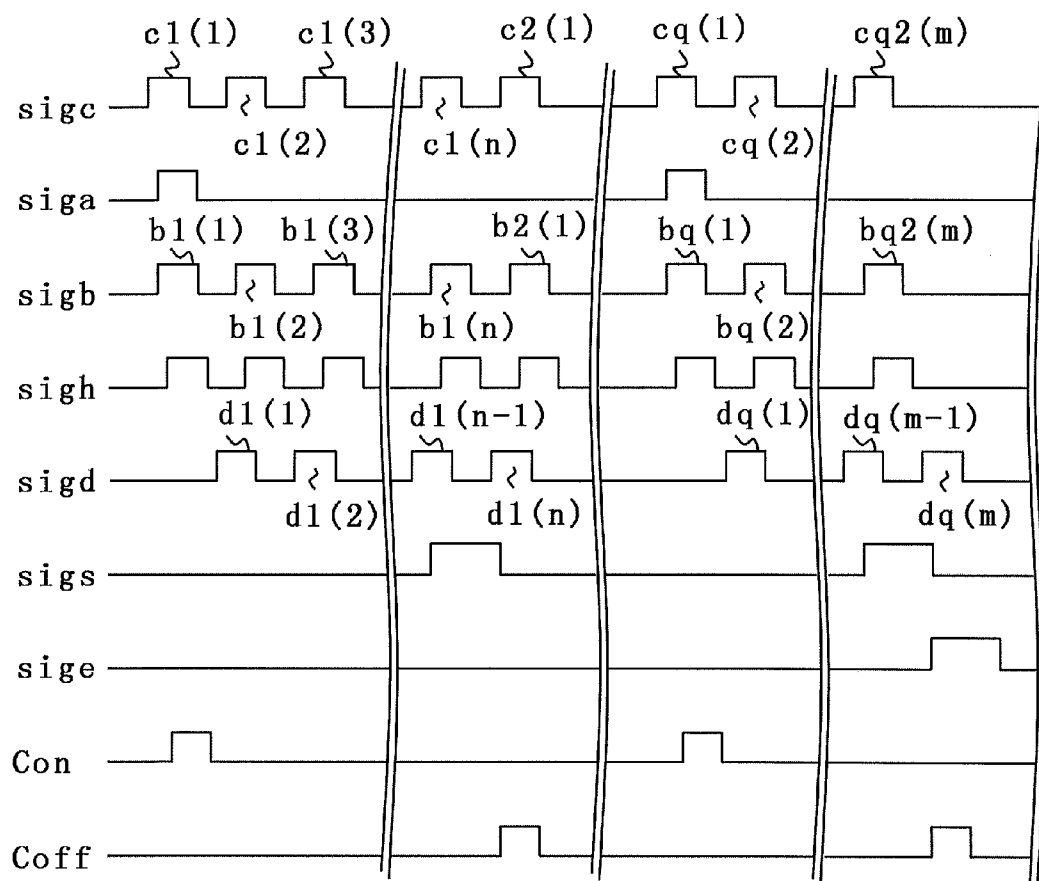 c1(1) c1(3) c2(1) cq(1) cq2(m)
sigc
c1(2) c1(n) cq(2)
siga
b1(1) b1(3) b2(1) bq(1) bq2(m)
sigb
b1(2) b1(n) bq(2)
sigh
d1(1) d1(n-1) dq(1) dq(m-1)
sigd
d1(2) d1(n) dq(m)
sigs
sige
Con
Coff